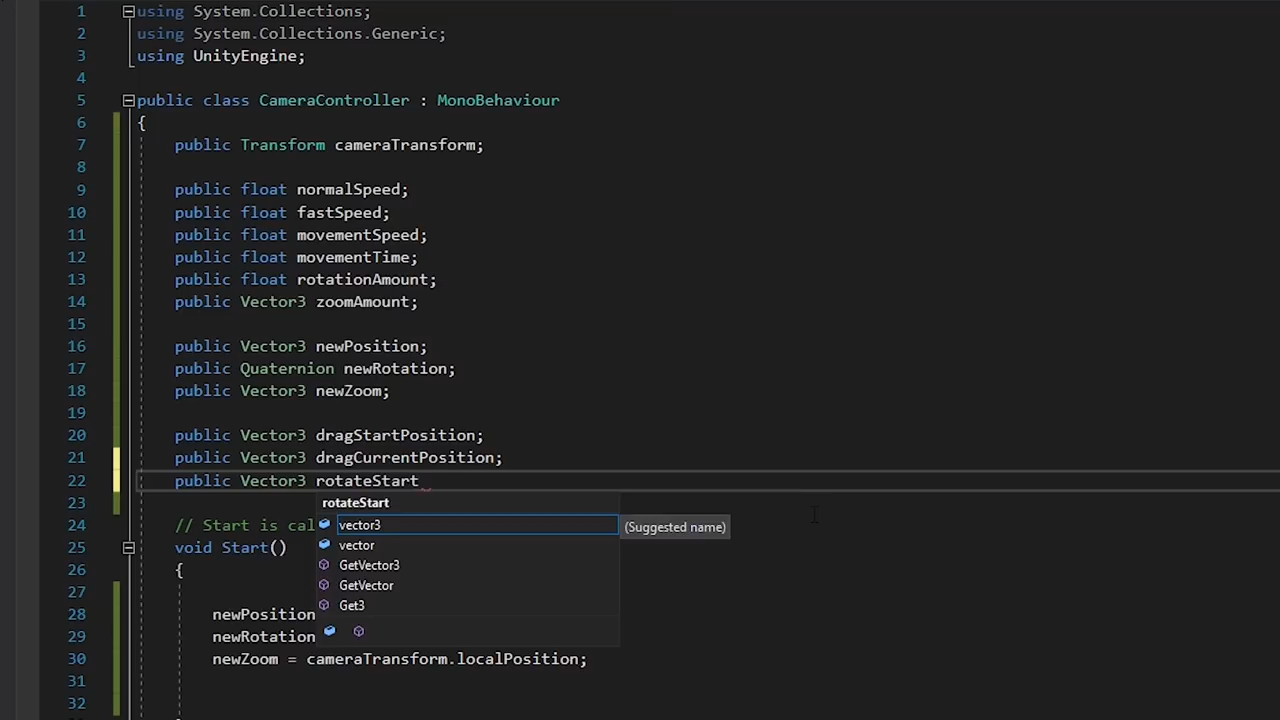 1 using System.Collections;
2 using System.Collections.Generic;
3 using UnityEngine;
4
5 public class CameraController : MonoBehaviour
6 {
7 public Transform cameraTransform;
8
9 public float normalSpeed;
10 public float fastSpeed;
11 public float movementSpeed;
12 public float movementTime;
13 public float rotationAmount;
14 public Vector3 zoomAmount;
15
16 public Vector3 newPosition;
17 public Quaternion newRotation;
18 public Vector3 newZoom;
19
20 public Vector3 dragStartPosition;
21 public Vector3 dragCurrentPosition;
22 public Vector3 rotateStart
23 rotateStart
24 // Start is cal vector3 (Suggested name)
25 void Start() vector
26 { GetVector3
27 GetVector
28 newPosition Get3
29 newRotation
30 newZoom = cameraTransform.localPosition;
31
32